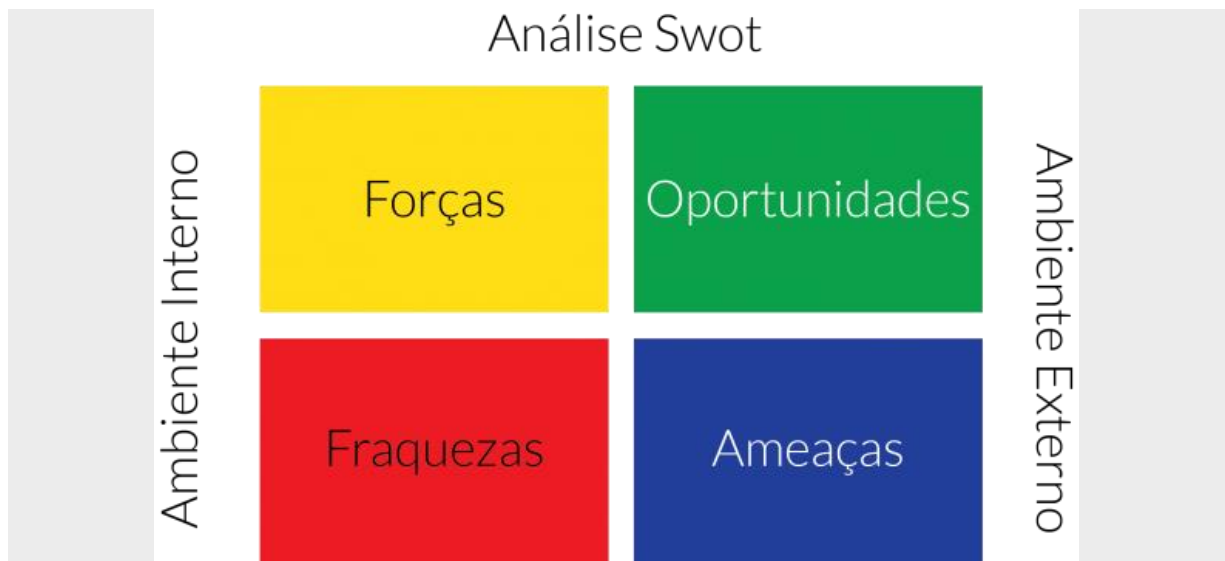 Análise Swot
Ambiente Interno
Forças
Oportunidades
Fraquezas
Ameaças
Ambiente Externo